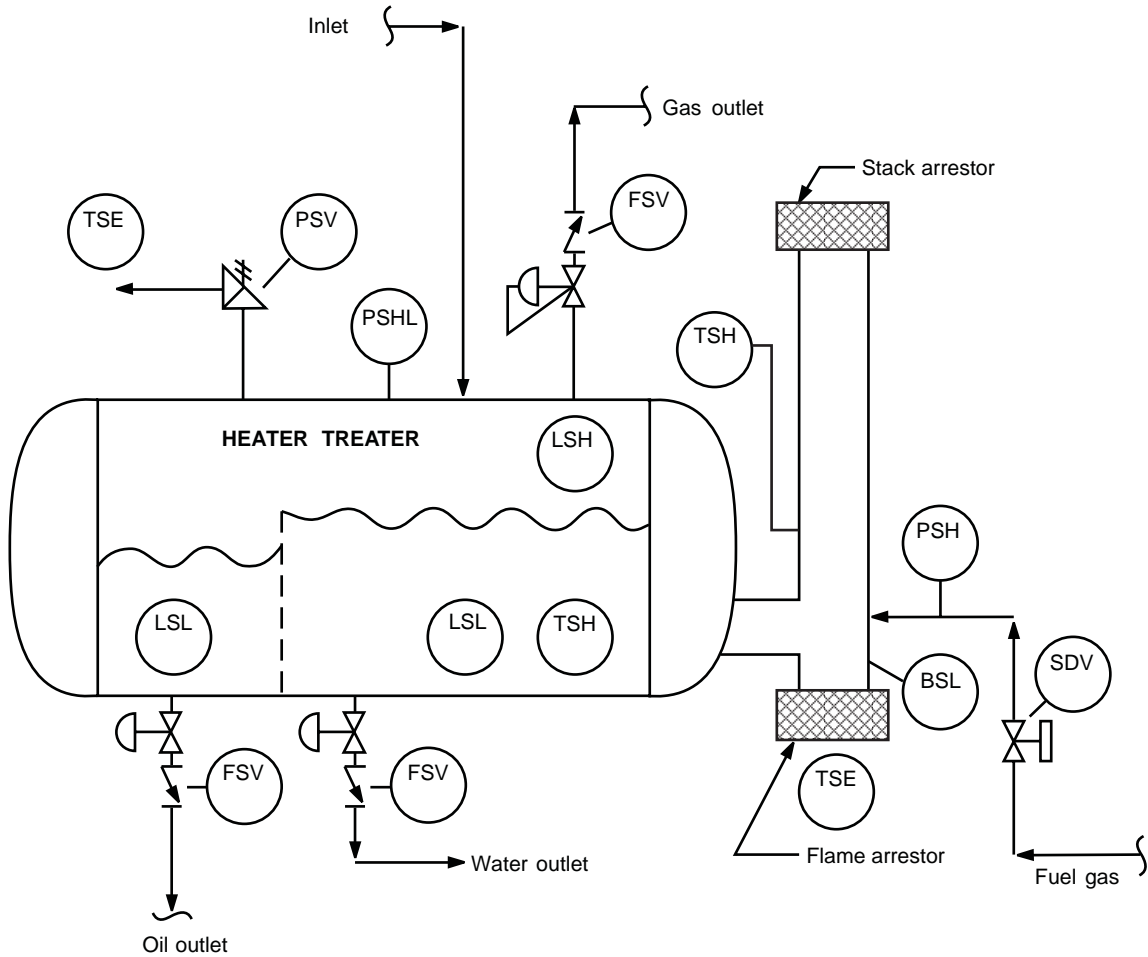 Inlet
Gas outlet
Stack arrestor
TSE
PSV
FSV
PSHL
TSH
HEATER TREATER
LSH
PSH
LSL
LSL
TSH
SDV
BSL
FSV
FSV
TSE
Water outlet
Flame arrestor
Fuel gas
Oil outlet